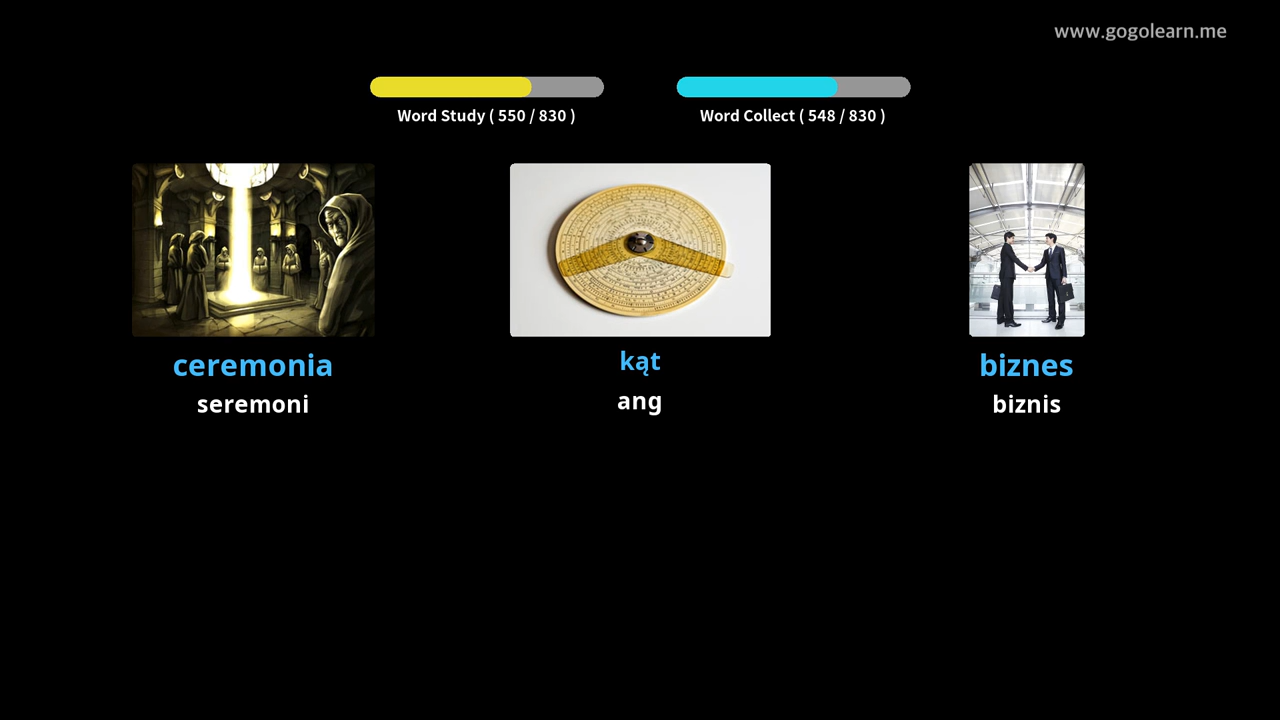 www.gogolearn.me
Word Study ( 550 / 830 )
Word Collect ( 548 / 830 )
ceremonia
seremoni
kąt
ang
biznes
biznis